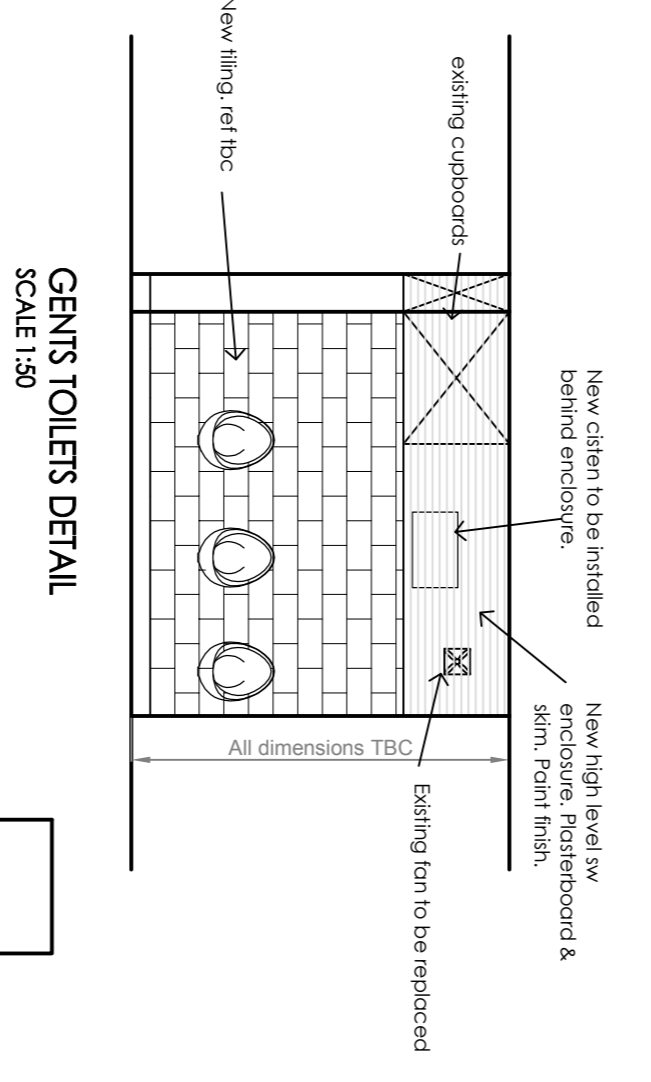 New tiling. ref tbc
existing cupboards
New cisten to be installed
behind enclosure.
New high level sw
enclosure. Plasterboard &
skim. Paint finish.
All dimensions TBC
Existing fan to be replaced
GENTS TOILETS DETAIL
SCALE 1:50